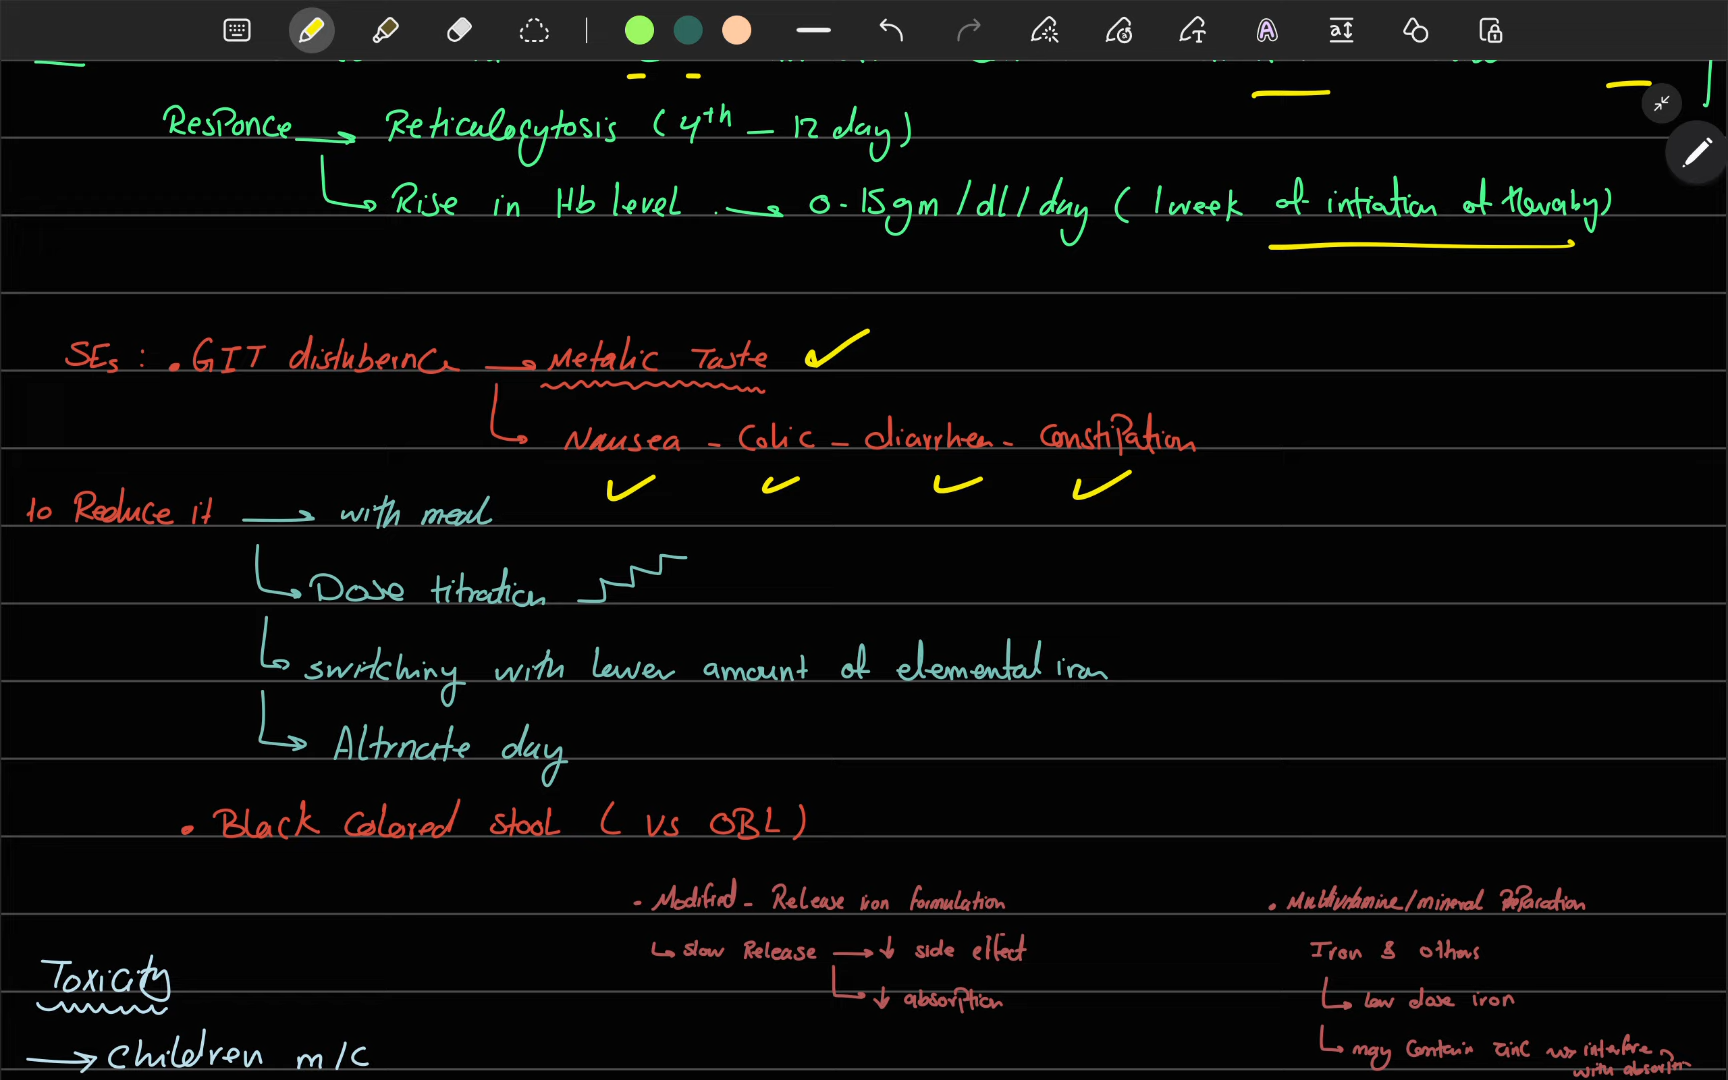 ResPonce → Reticulocytosis (4th – 12 day)
↳ Rise in Hb level → 0-15gm/dl/day (1week of intiation of therapy)
SEs : • GIT distubernce → Metalic Taste ✓
↳ Nausea - Colic - diarrhea - ConstiPation
✓ ✓ ✓ ✓
to Reduce it → with meal
↳ Dose titration
↳ switching with lower amount of elemental iron
↳ Altrnate day
• Black Colored stool ( vs OBL )
• Modified - Release iron formulation
↳ slow Release → ↓ side effect
↳ ↓ absorption
• Multivitamine/mineral
Iron & others
↳ low dose iron
↳ may Contain zinc interfere
with
Toxicity
→ Children m/c